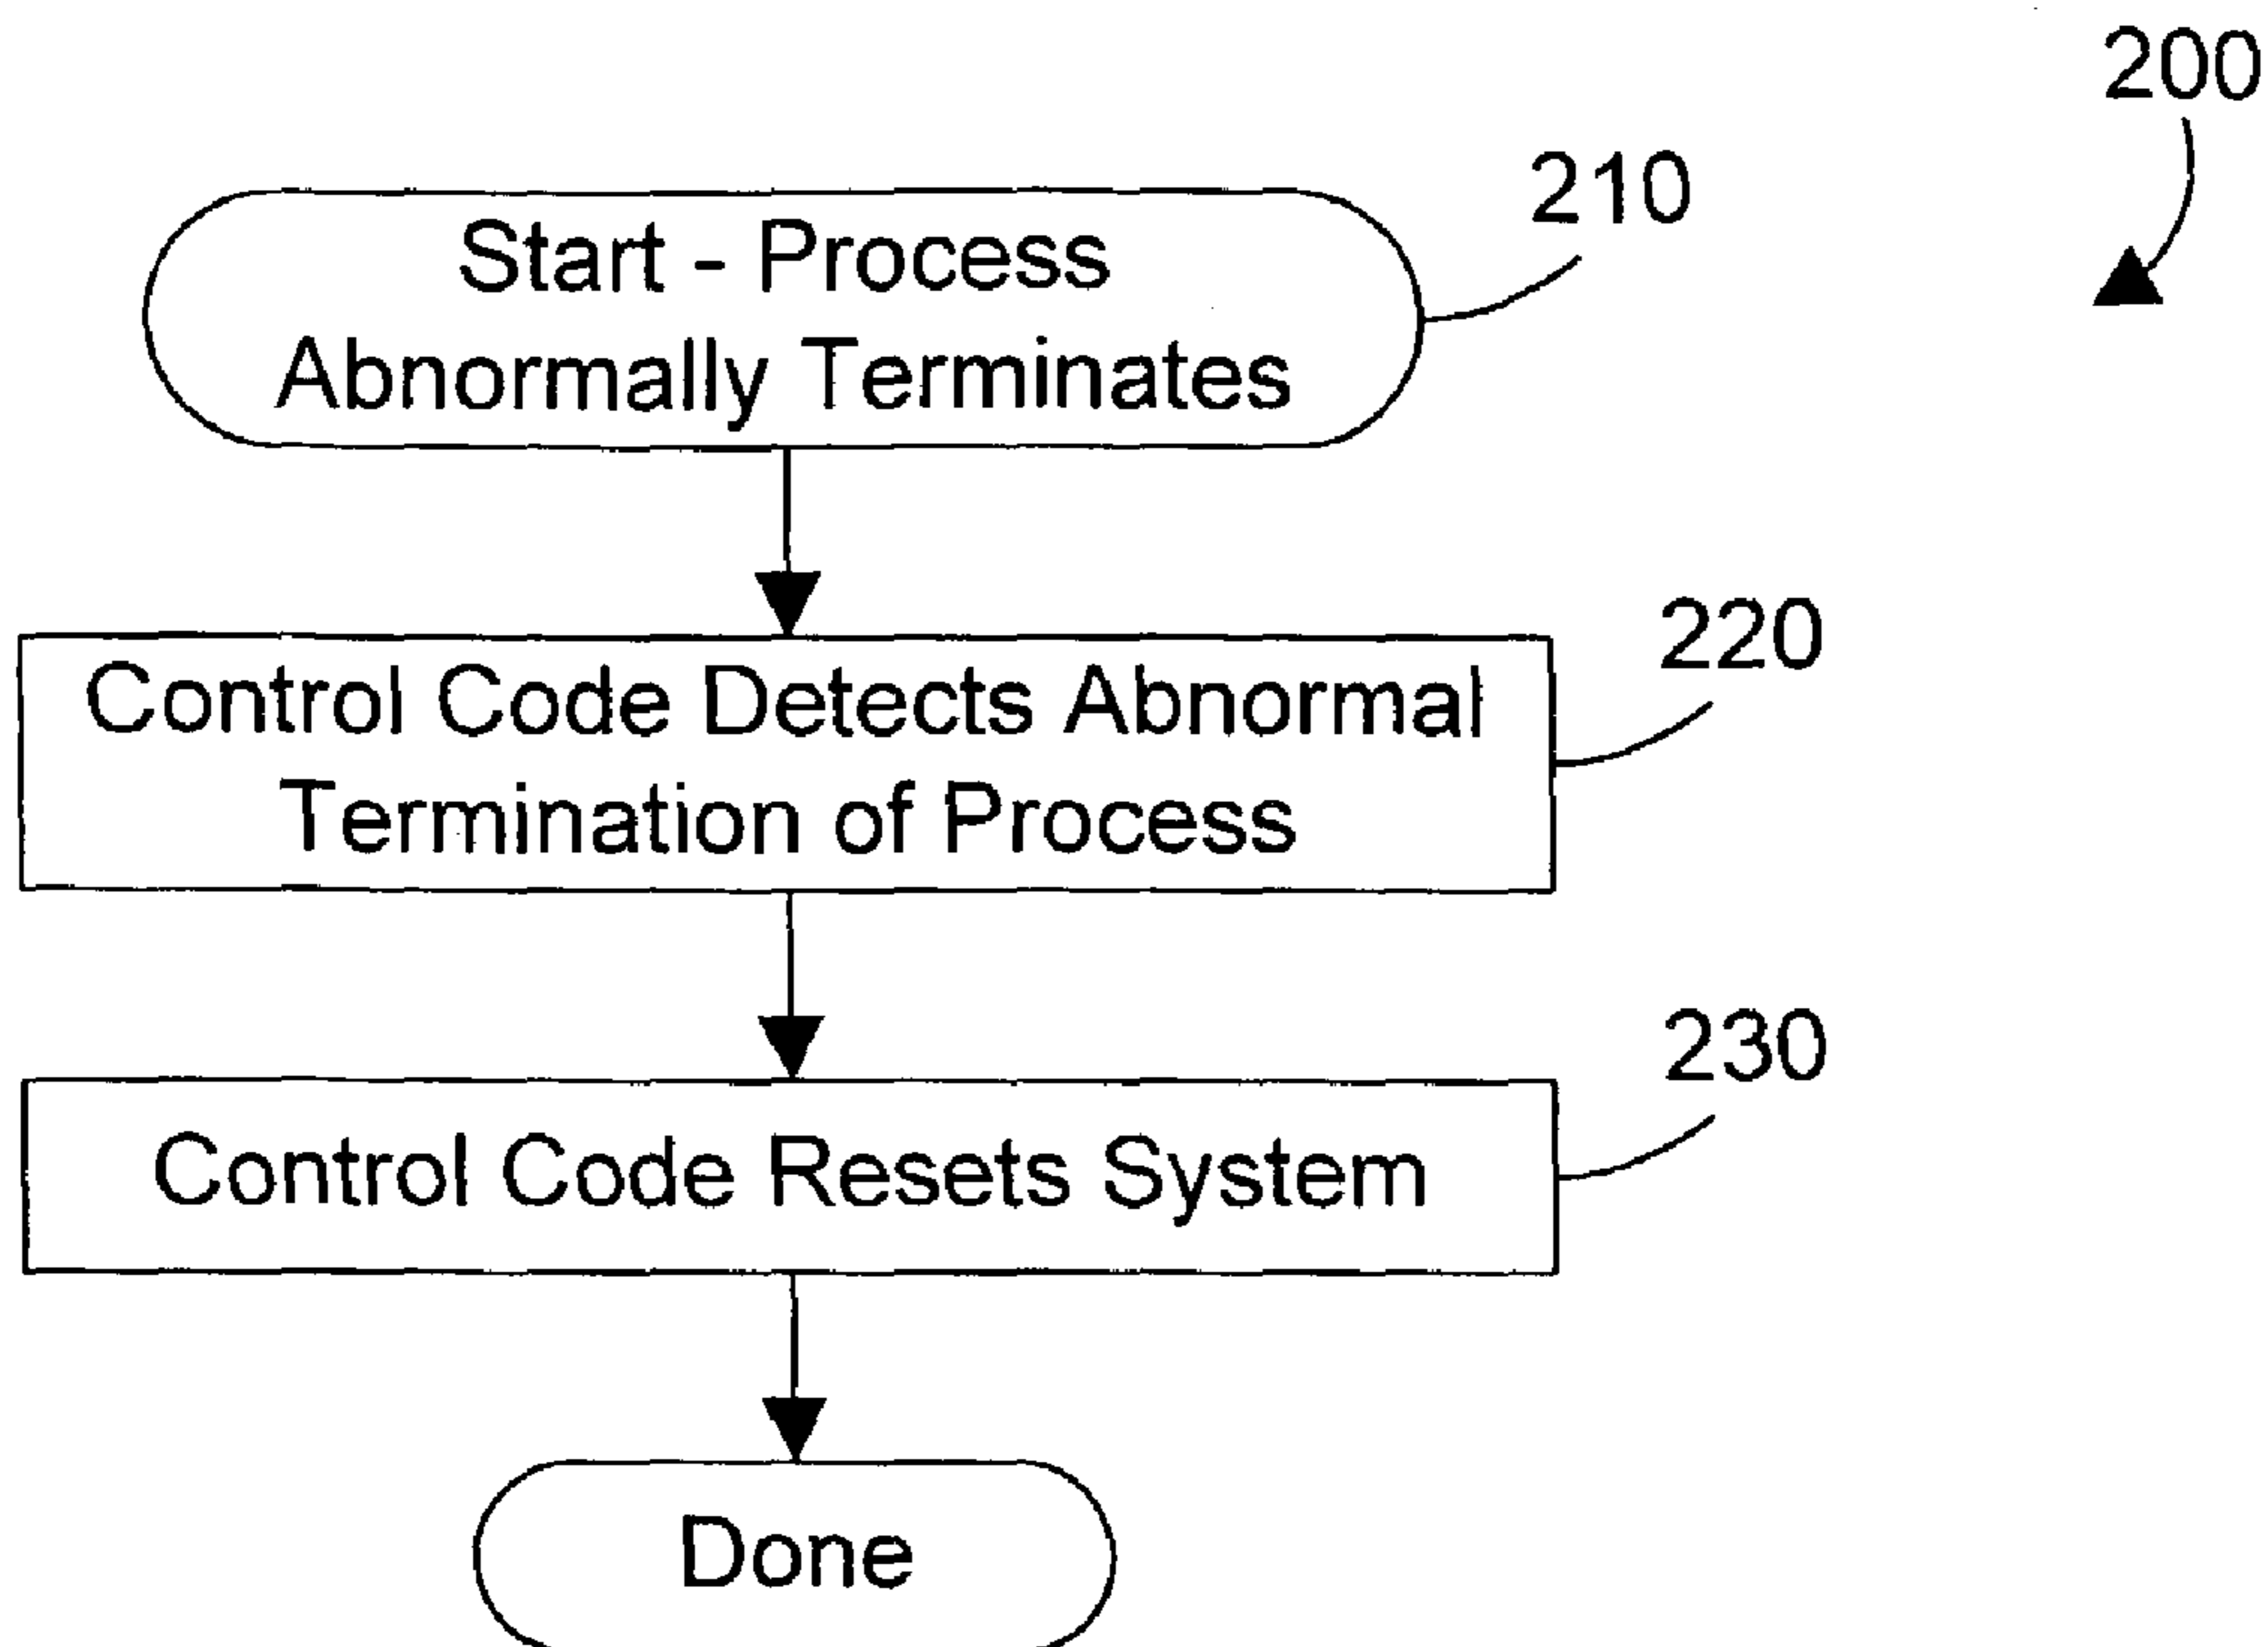 200
210
Start - Process
Abnormally Terminates
220
Control Code Detects Abnormal
Termination of Process
230
Control Code Resets System
Done